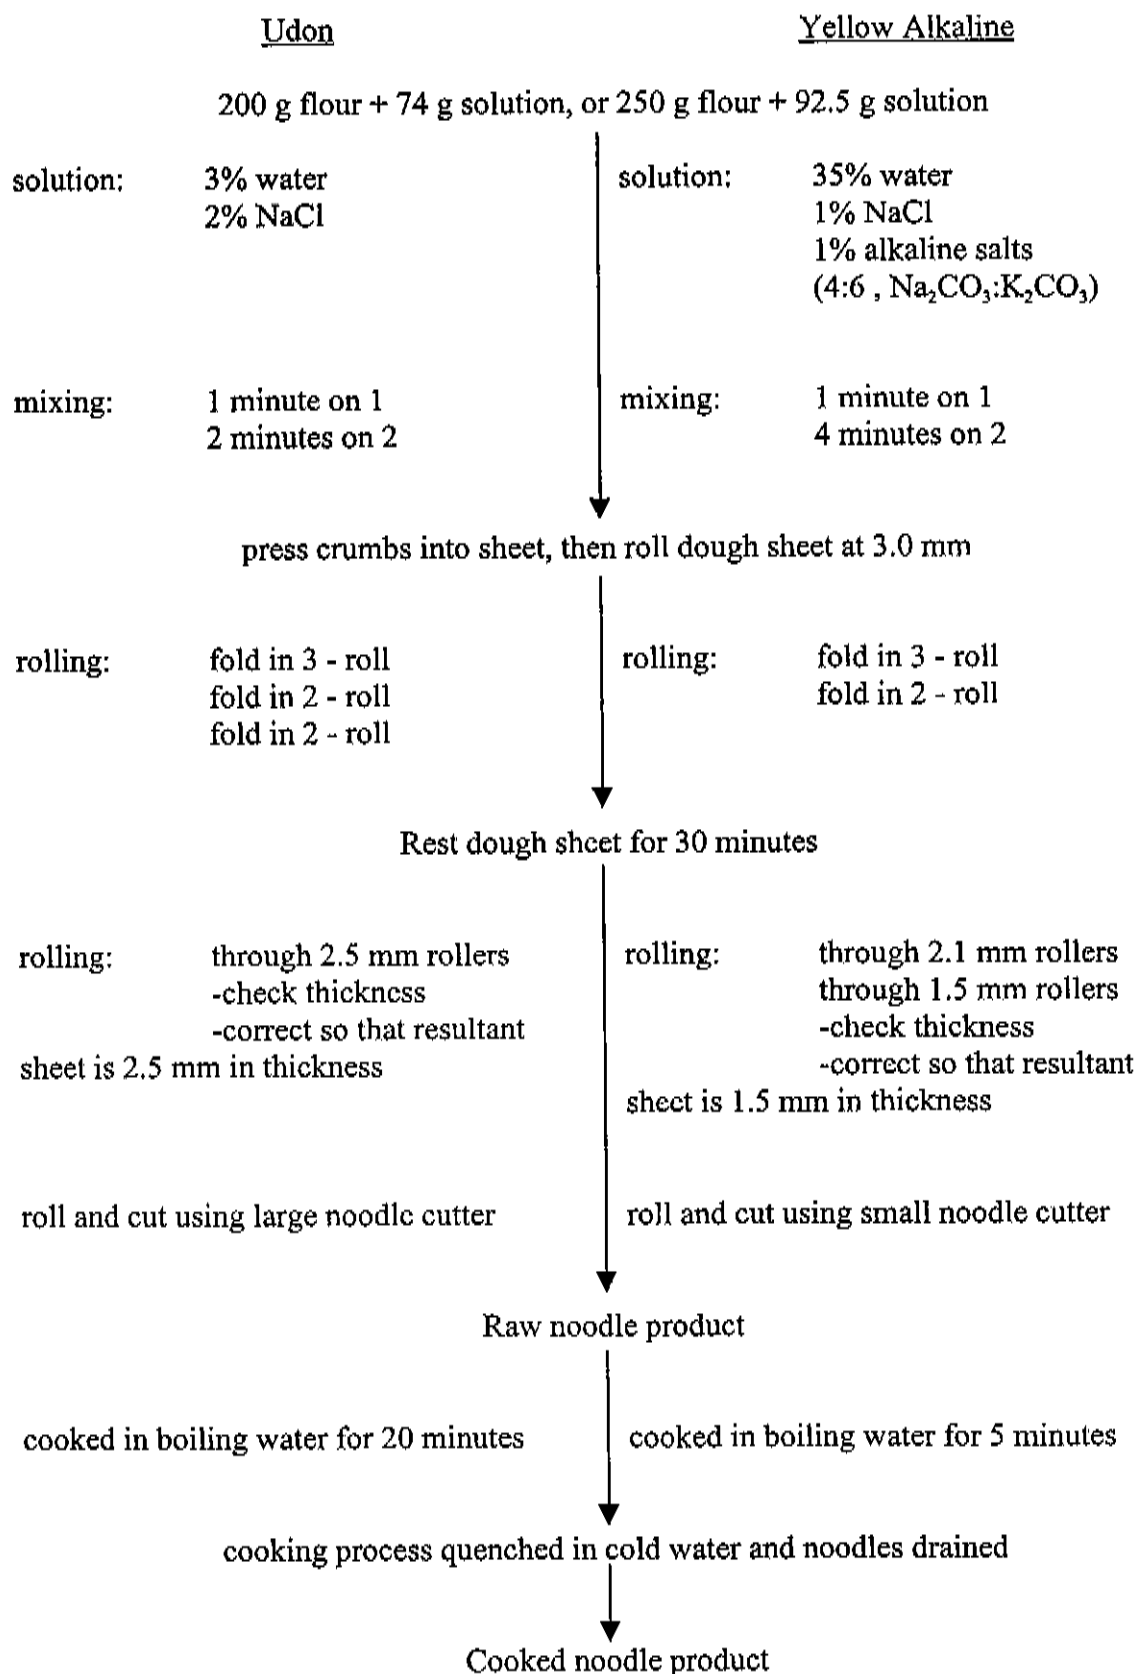 Udon
Yellow Alkaline
200 g flour + 74 g solution, or 250 g flour + 92.5 g solution
solution: 3% water
2% NaCl
solution: 35% water
1% NaCl
1% alkaline salts
(4:6 , Na₂CO₃:K₂CO₃)
mixing: 1 minute on 1
2 minutes on 2
mixing: 1 minute on 1
4 minutes on 2
press crumbs into sheet, then roll dough sheet at 3.0 mm
rolling: fold in 3 - roll
fold in 2 - roll
fold in 2 - roll
rolling: fold in 3 - roll
fold in 2 - roll
Rest dough sheet for 30 minutes
rolling: through 2.5 mm rollers
-check thickness
-correct so that resultant
sheet is 2.5 mm in thickness
rolling: through 2.1 mm rollers
through 1.5 mm rollers
-check thickness
-correct so that resultant
sheet is 1.5 mm in thickness
roll and cut using large noodle cutter
roll and cut using small noodle cutter
Raw noodle product
cooked in boiling water for 20 minutes
cooked in boiling water for 5 minutes
cooking process quenched in cold water and noodles drained
Cooked noodle product